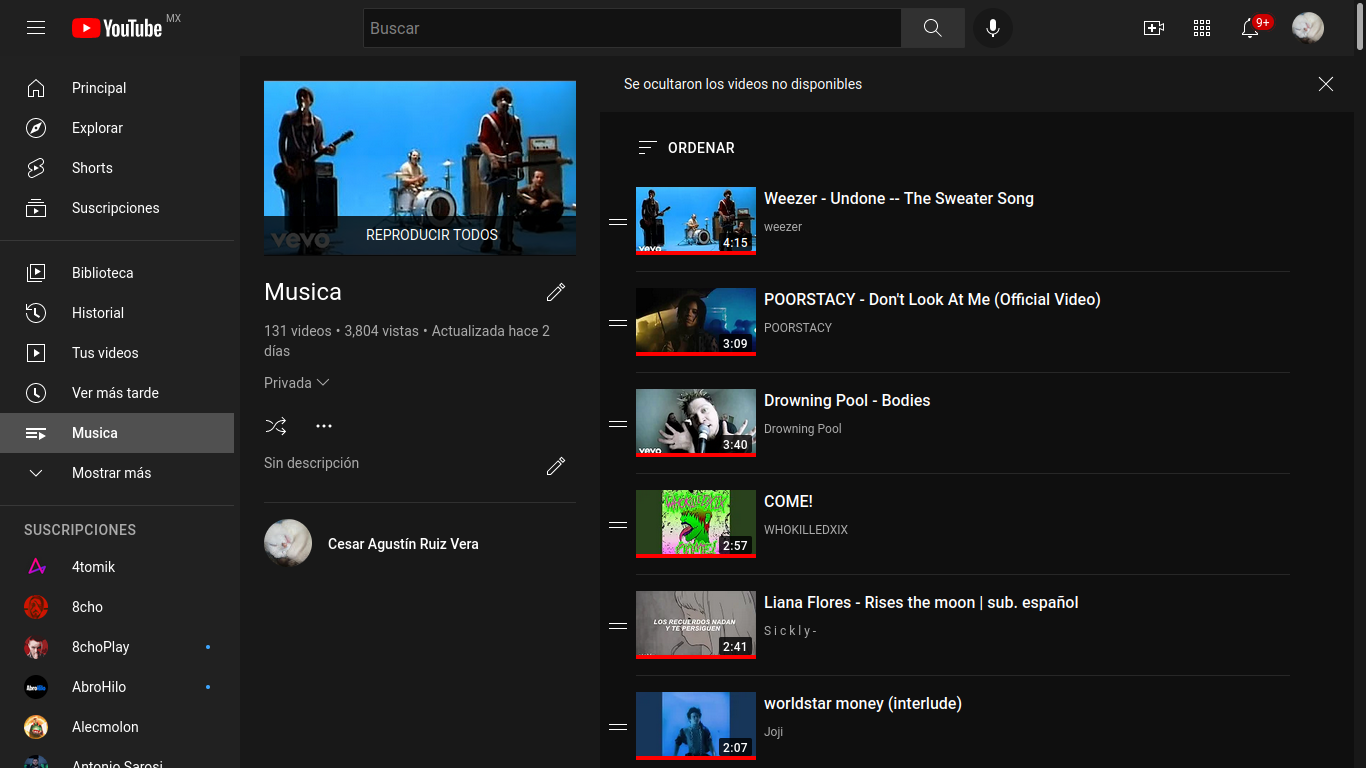 YouTube MX
Buscar
9+
Principal
Explorar
Shorts
Suscripciones
Biblioteca
Historial
Tus videos
Ver más tarde
Musica
Mostrar más
SUSCRIPCIONES
4tomik
8cho
8choPlay
AbroHilo
Alecmolon
Antonio Sarosi
vevo
REPRODUCIR TODOS
Musica
131 videos • 3,804 vistas • Actualizada hace 2
días
Privada
Sin descripción
Cesar Agustín Ruiz Vera
Se ocultaron los videos no disponibles
ORDENAR
vevo
4:15
Weezer - Undone -- The Sweater Song
weezer
3:09
POORSTACY - Don't Look At Me (Official Video)
POORSTACY
vevo
3:40
Drowning Pool - Bodies
Drowning Pool
WHOKILLEDXIX
COME!
2:57
COME!
WHOKILLEDXIX
LOS RECUERDOS NADAN
Y TE PERSIGUEN
2:41
Liana Flores - Rises the moon | sub. español
S i c k l y -
2:07
worldstar money (interlude)
Joji